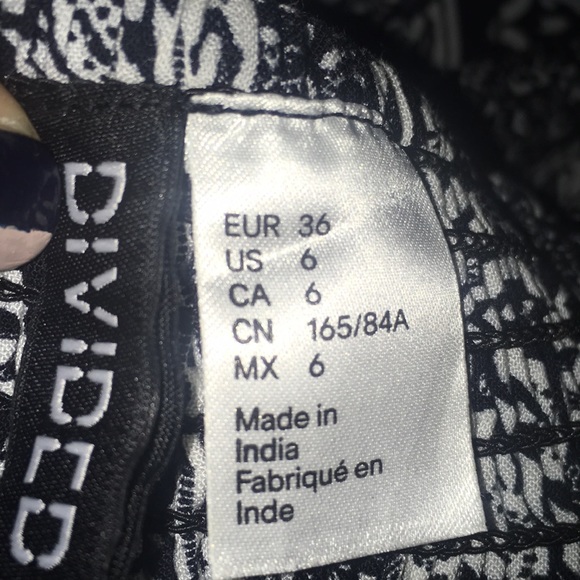 DIVIDED
EUR 36
US 6
CA 6
CN 165/84A
MX 6
Made in
India
Fabriqué en
Inde